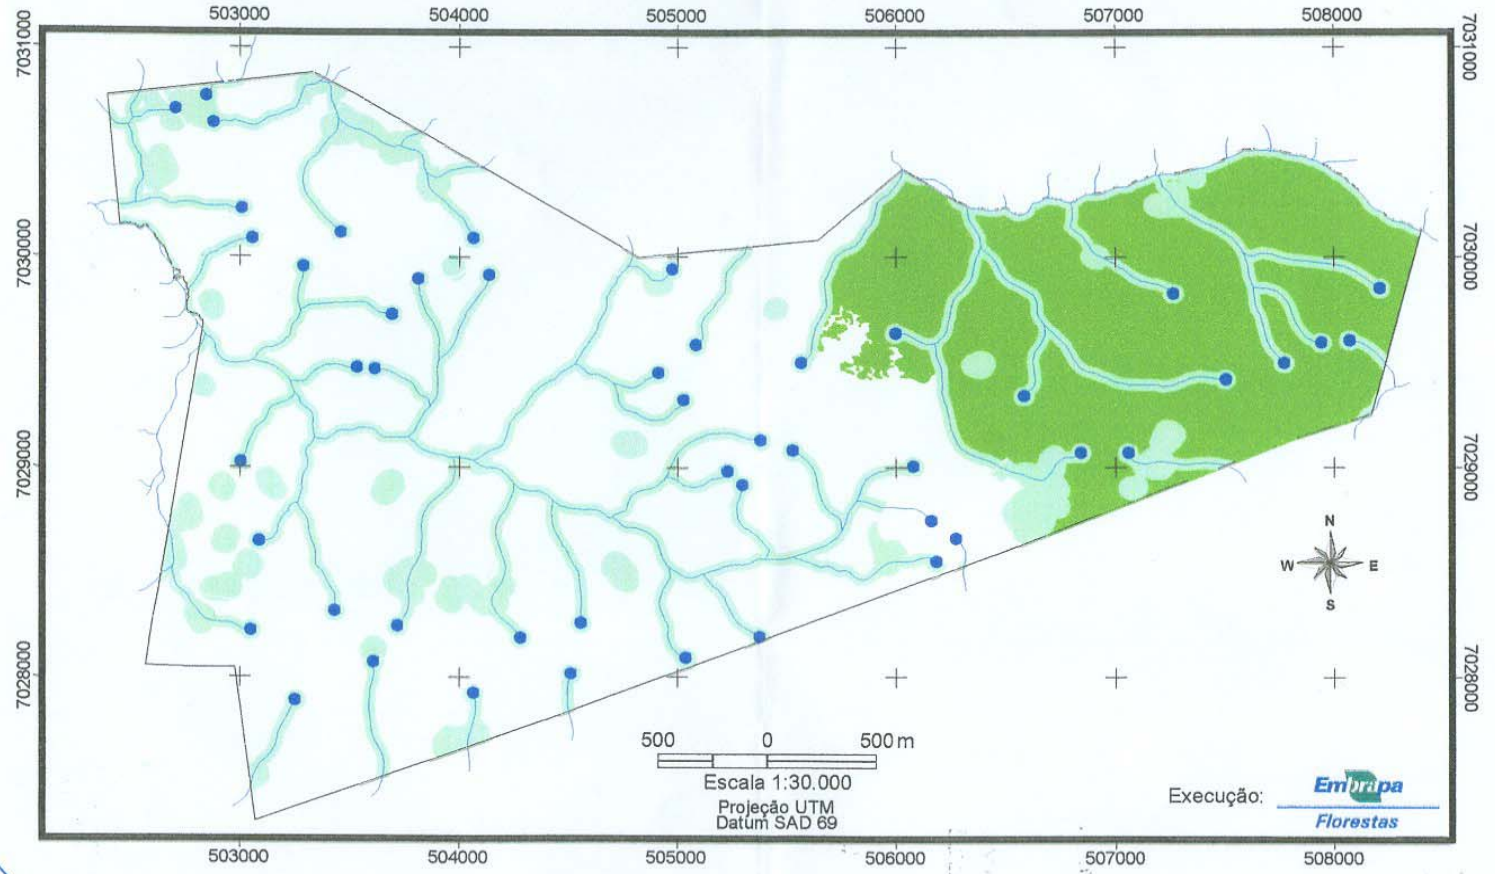 503000 504000 505000 506000 507000 508000
7031000 7031000
7030000 7030000
7029000 7029000
N
W E
S
7028000 7028000
500 0 500 m
Escala 1:30.000
Projeção UTM
Datum SAD 69
Execução: Embrapa
Florestas
503000 504000 505000 506000 507000 508000